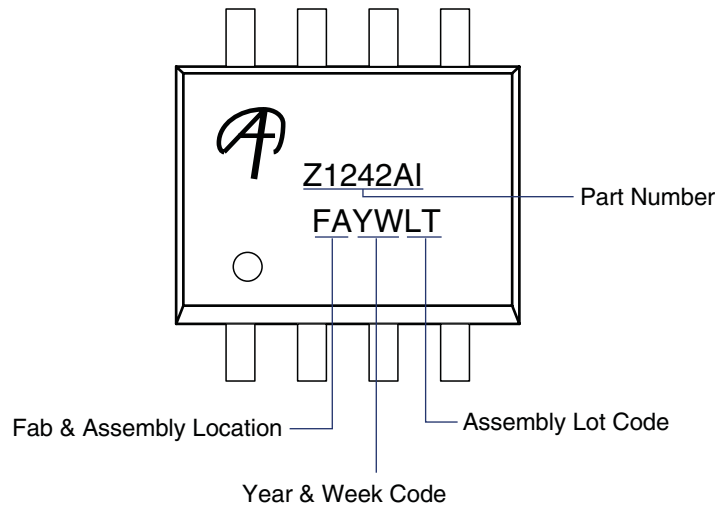 Z1242AI
Part Number
FAYWLT
Fab & Assembly Location
Assembly Lot Code
Year & Week Code